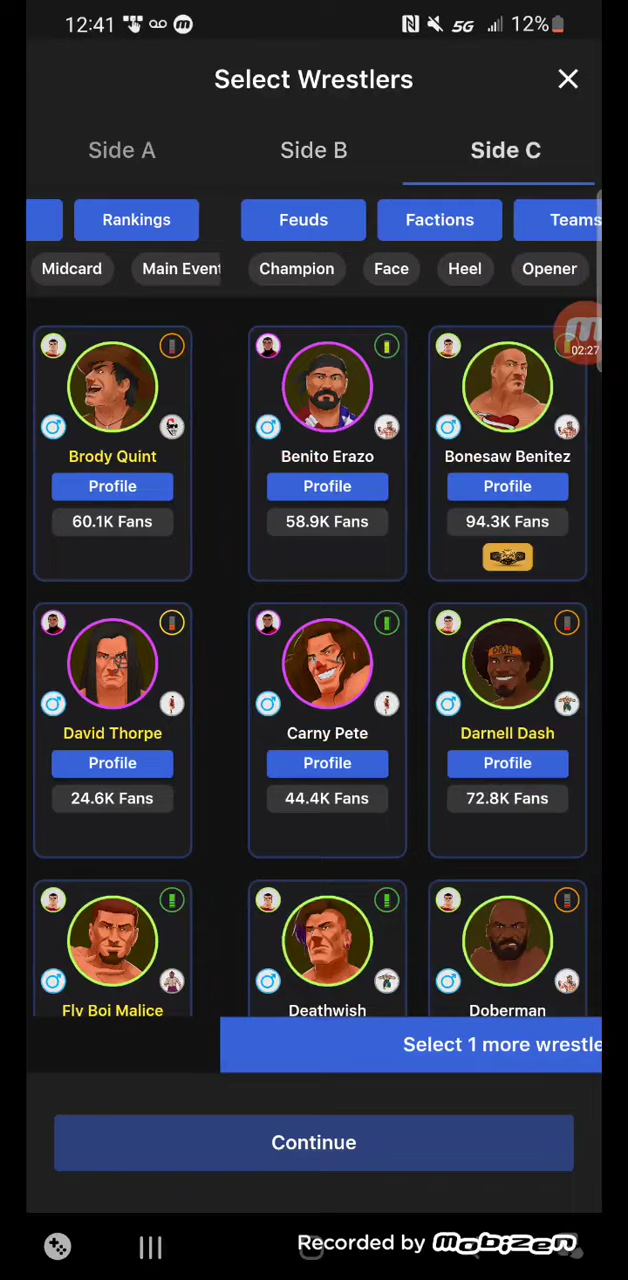 12:41
5G
12%
Select Wrestlers
Side A Side B Side C
Rankings Feuds Factions Teams
Midcard Main Event Champion Face Heel Opener
02:27
Brody Quint Benito Erazo Bonesaw Benitez
Profile Profile Profile
60.1K Fans 58.9K Fans 94.3K Fans
David Thorpe Carny Pete Darnell Dash
Profile Profile Profile
24.6K Fans 44.4K Fans 72.8K Fans
Fly Boi Malice Deathwish Doberman
Select 1 more wrestle
Continue
Recorded by Mobizen